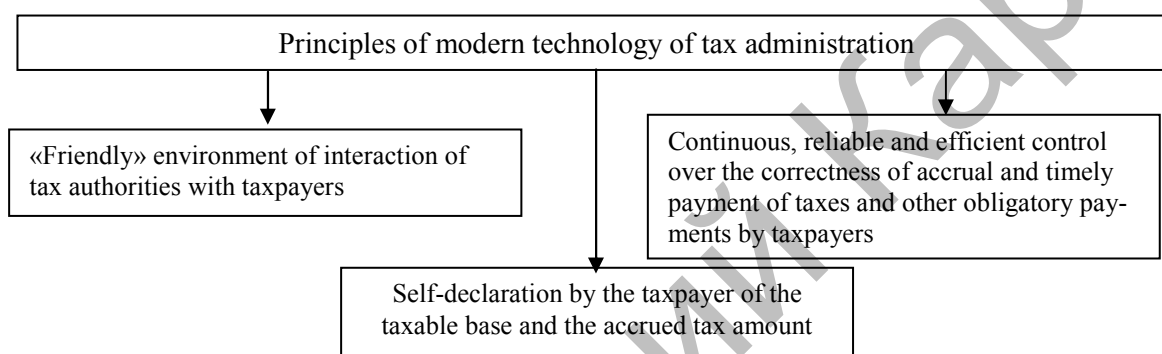 Principles of modern technology of tax administration
«Friendly» environment of interaction of
tax authorities with taxpayers
Continuous, reliable and efficient control
over the correctness of accrual and timely
payment of taxes and other obligatory pay-
ments by taxpayers
Self-declaration by the taxpayer of the
taxable base and the accrued tax amount
ий Кар